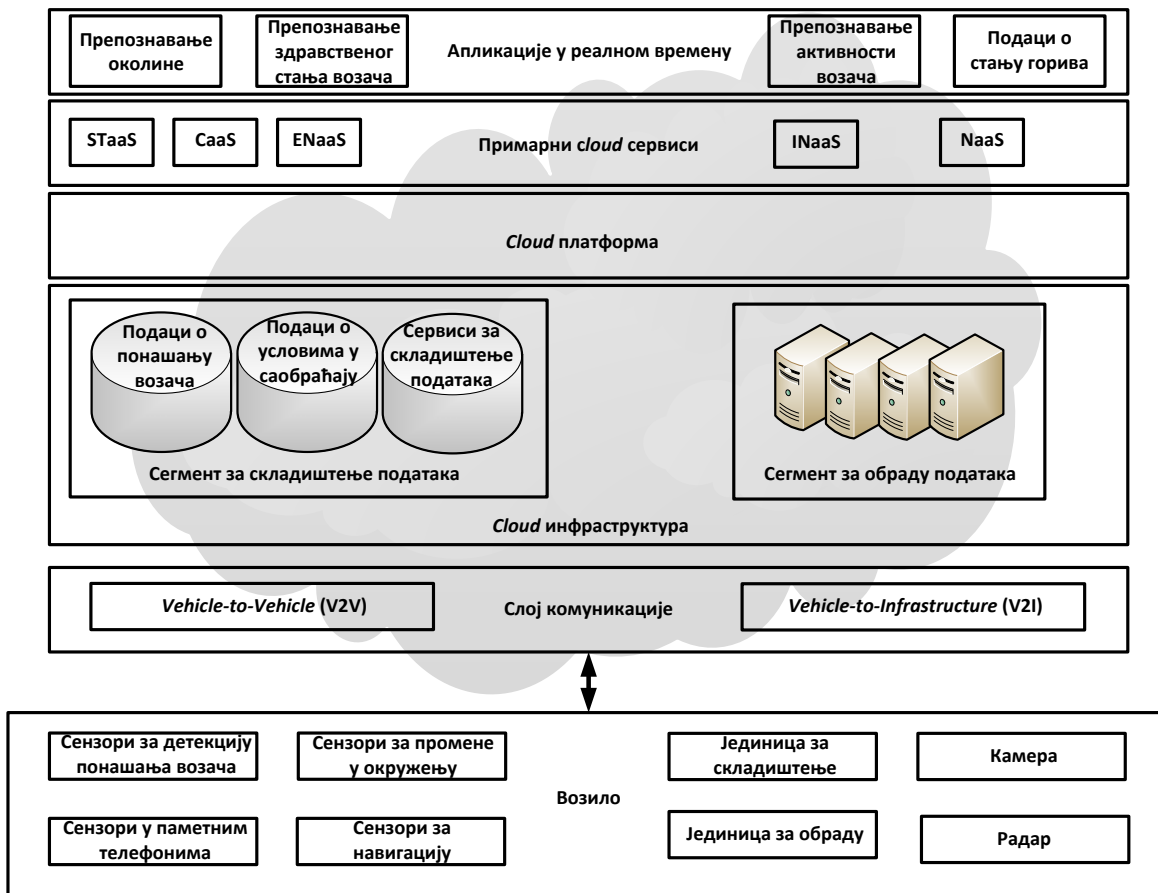 Препознавање
околине
Препознавање
здравственог
стања возача
Апликације у реалном времену
Препознавање
активности
возача
Подаци о
стању горива
STaaS
CaaS
ENaaS
Примарни cloud сервиси
INaaS
NaaS
Cloud платформа
Подаци о
понашању
возача
Подаци о
условима у
саобраћају
Сервиси за
складиштење
података
Сегмент за складиштење података
Сегмент за обраду података
Cloud инфраструктура
Vehicle-to-Vehicle (V2V)
Слој комуникације
Vehicle-to-Infrastructure (V2I)
Сензори за детекцију
понашања возача
Сензори за промене
у окружењу
Јединица за
складиштење
Камера
Возило
Сензори у паметним
телефонима
Сензори за
навигацију
Јединица за обраду
Радар